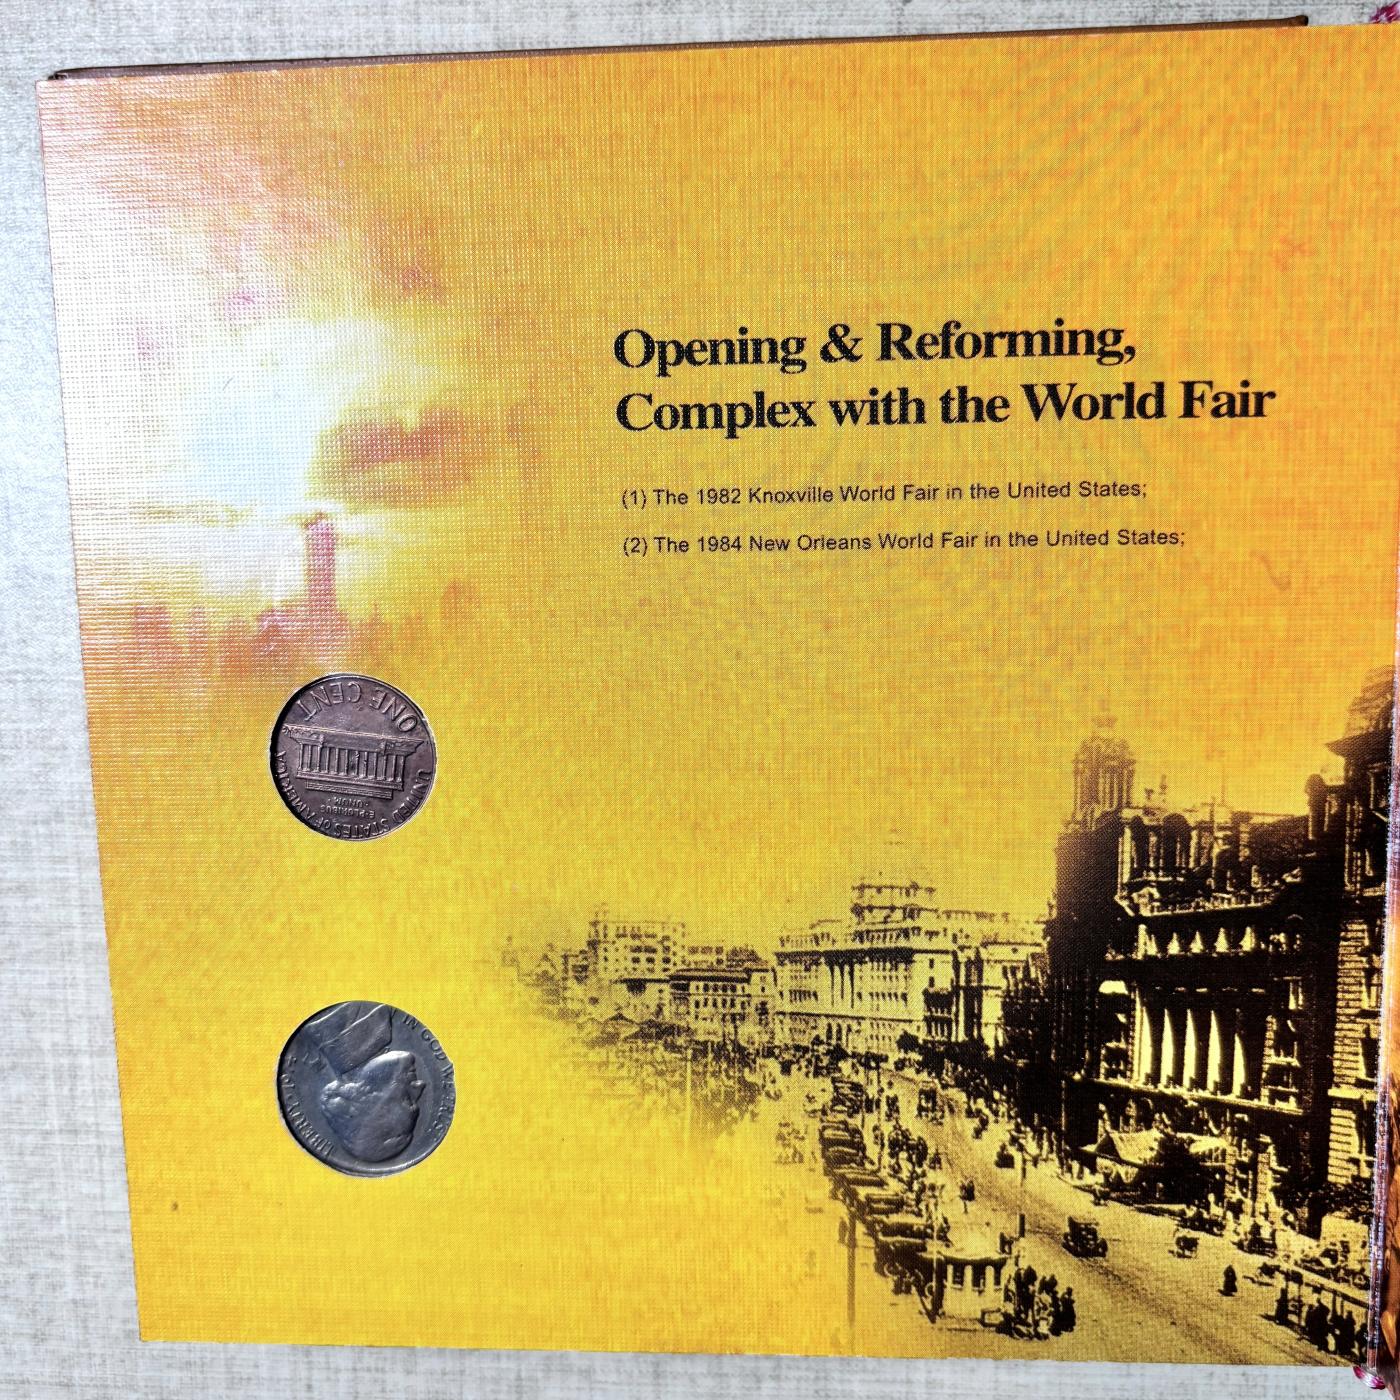 Opening & Reforming,
Complex with the World Fair
(1) The 1982 Knoxville World Fair in the United States;
(2) The 1984 New Orleans World Fair in the United States;
ONE CENT
UNITED STATES OF AMERICA
E·PLURIBUS
·UNUM·
IN GOD WE TRUST
LIBERTY